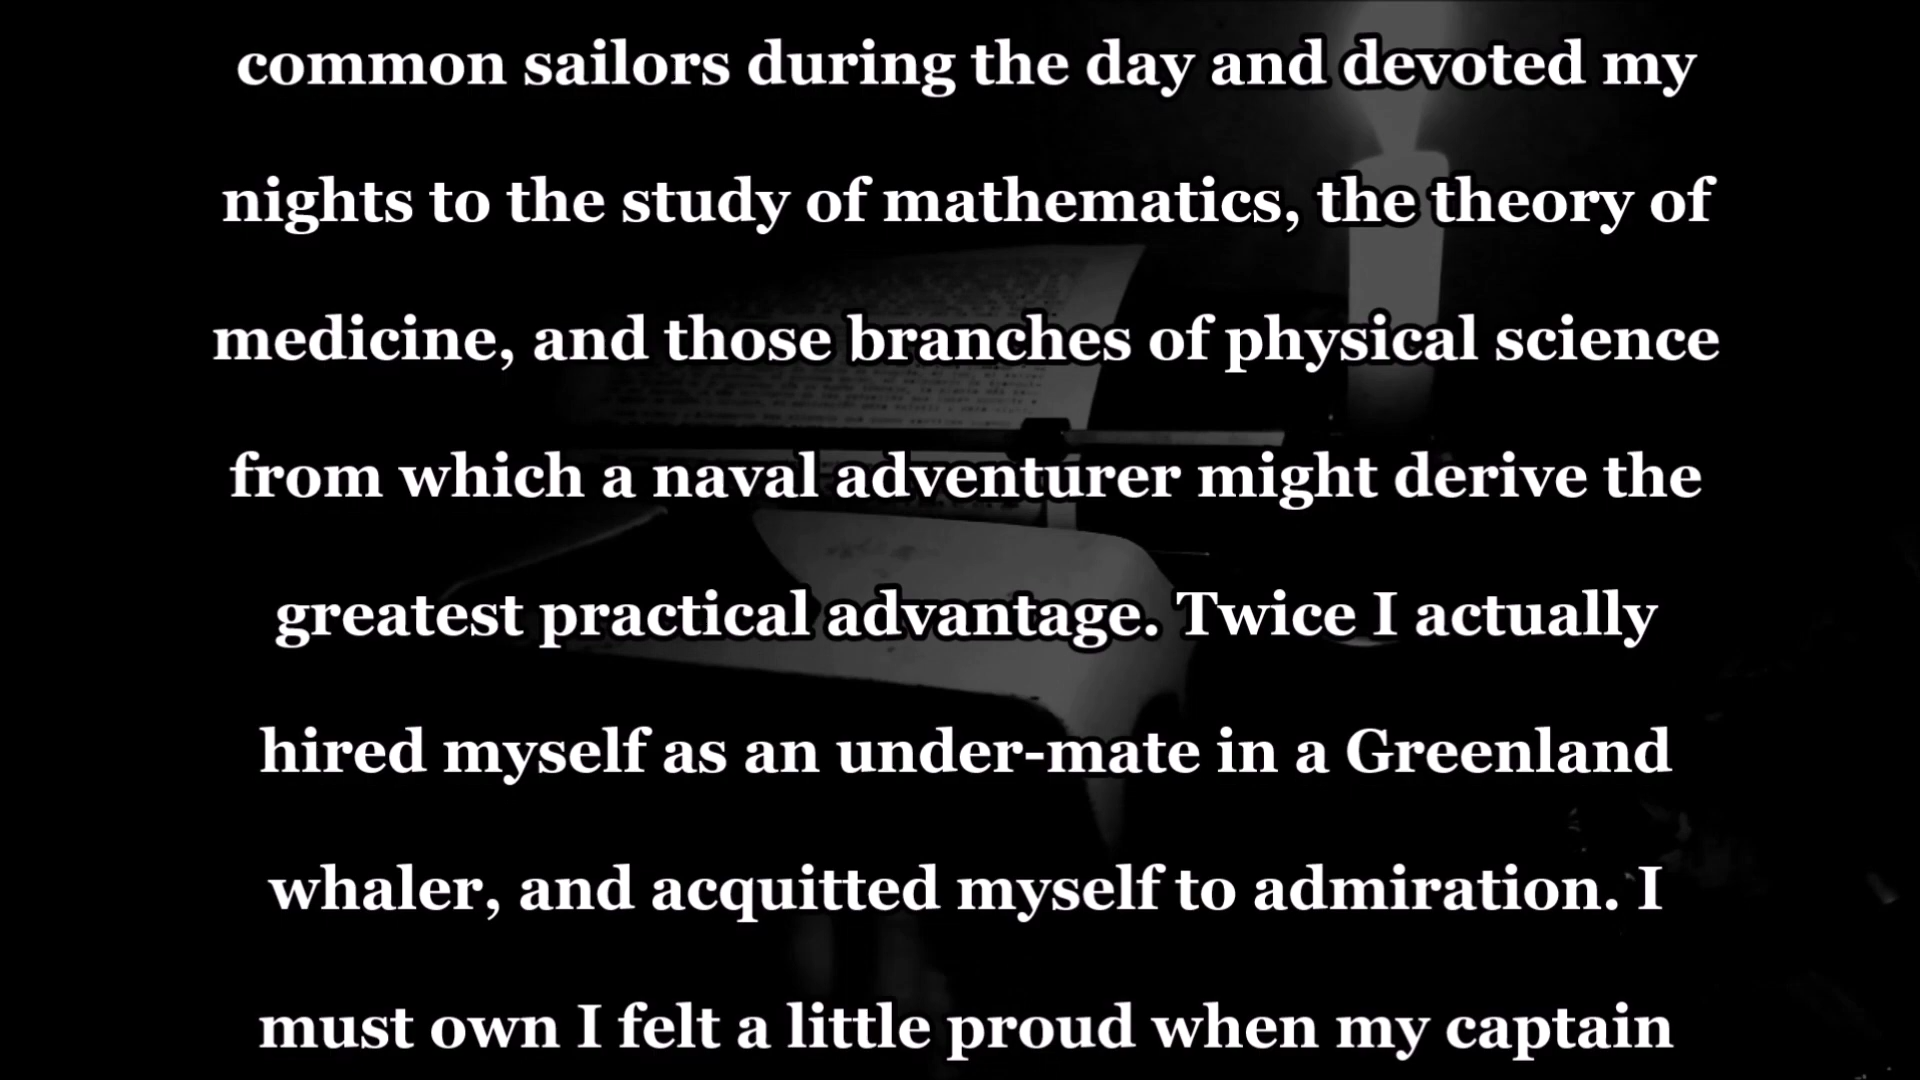 common sailors during the day and devoted my
nights to the study of mathematics, the theory of
medicine, and those branches of physical science
from which a naval adventurer might derive the
greatest practical advantage. Twice I actually
hired myself as an under-mate in a Greenland
whaler, and acquitted myself to admiration. I
must own I felt a little proud when my captain